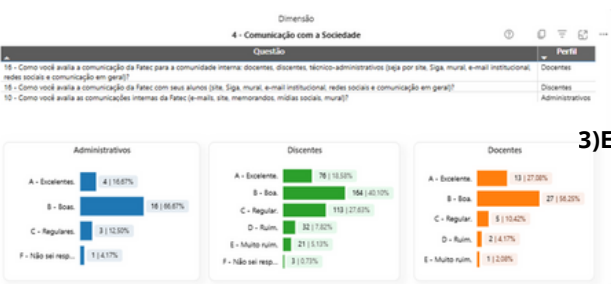 Dimensão
4 - Comunicação com a Sociedade
Questão Perfil
16 - Como você avalia a comunicação da Fatec para a comunidade interna: docentes, discentes, técnico-administrativos (seja por site, Siga, mural, e-mail institucional, Docentes
redes sociais e comunicação em geral)?
16 - Como você avalia a comunicação da Fatec com seus alunos (site, Siga, mural, e-mail institucional, redes sociais e comunicação em geral)? Discentes
10 - Como você avalia as comunicações internas da Fatec (e-mails, site, memorandos, mídias sociais, mural)? Administrativos
3)E
Administrativos
A - Excelentes. 4 | 16,67%
B - Boas. 16 | 66,67%
C - Regulares. 3 | 12,50%
F - Não sei resp... 1 | 4,17%
Discentes
A - Excelente. 76 | 18,58%
B - Boa. 164 | 40,10%
C - Regular. 113 | 27,63%
D - Ruim. 32 | 7,82%
E - Muito ruim. 21 | 5,13%
F - Não sei resp... 3 | 0,73%
Docentes
A - Excelente. 13 | 27,08%
B - Boa. 27 | 56,25%
C - Regular. 5 | 10,42%
D - Ruim. 2 | 4,17%
E - Muito ruim. 1 | 2,08%